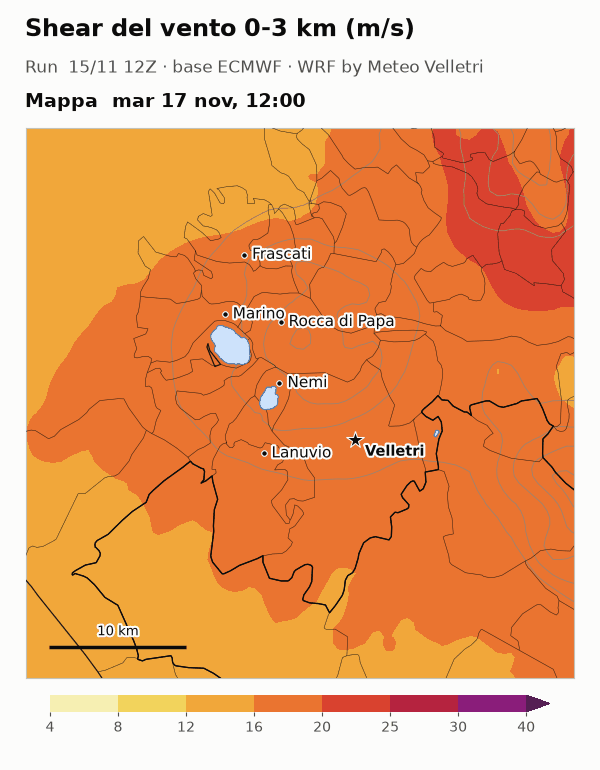 Shear del vento 0-3 km (m/s)
Run  15/11 12Z · base ECMWF · WRF by Meteo Velletri
Mappa  mar 17 nov, 12:00
Frascati
Marino
Rocca di Papa
Nemi
Velletri
Lanuvio
10 km
4 8 12 16 20 25 30 40